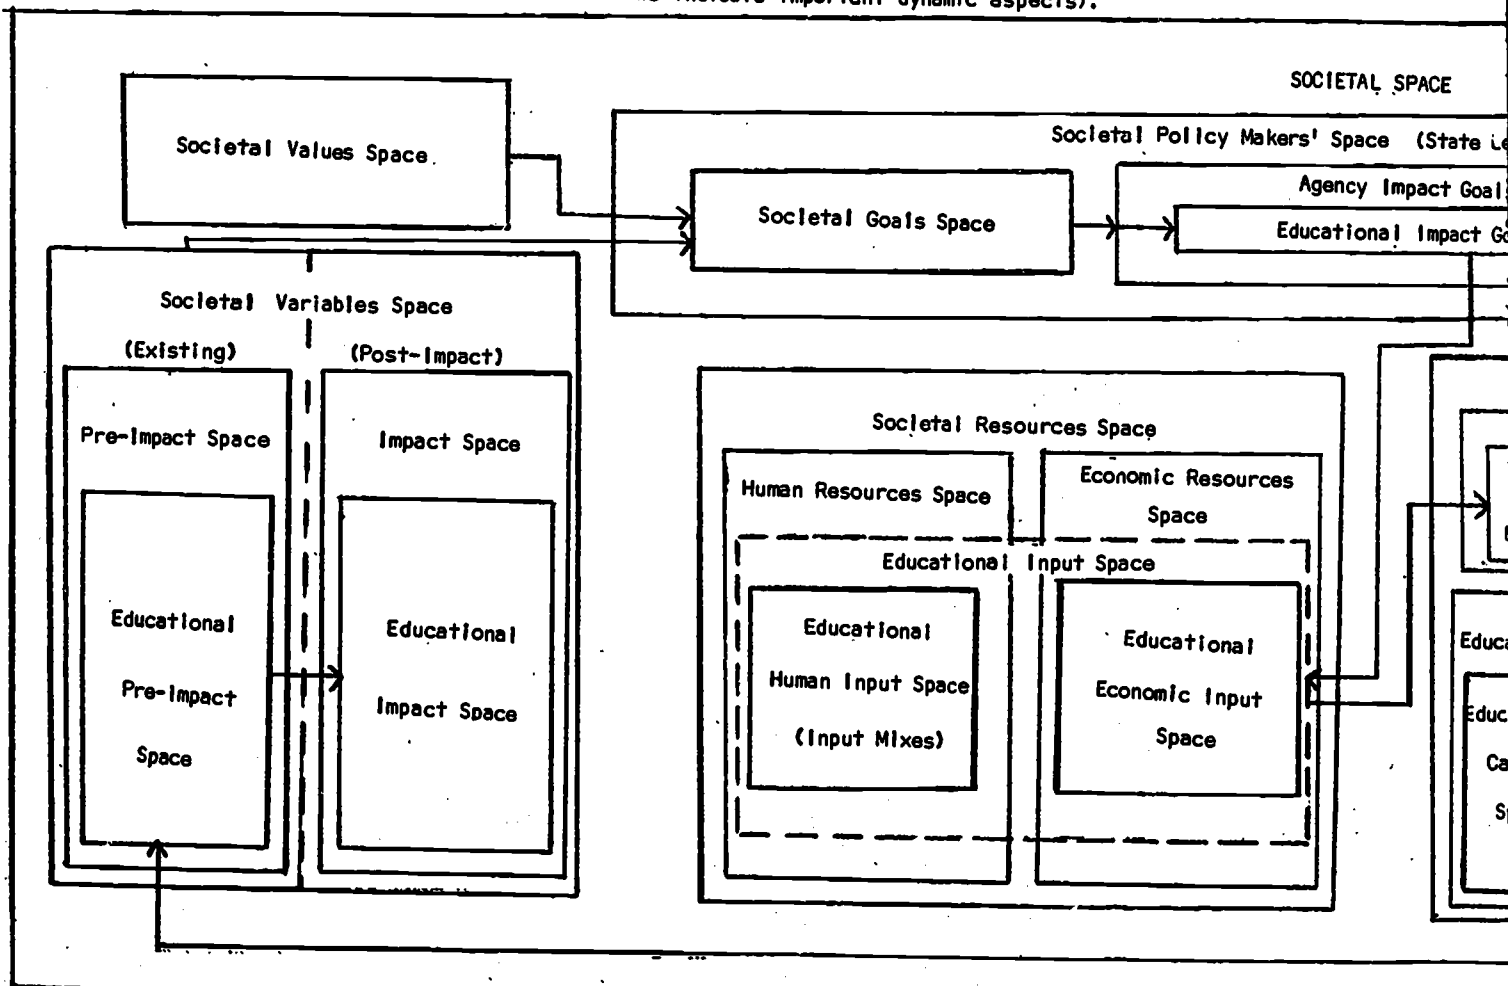 important dynamic aspects).
SOCIETAL SPACE
Societal Values Space.
Societal Policy Makers' Space (State
Agency Impact Goal
Societal Goals Space
Educational Impact
Societal Variables Space
(Existing)
(Post-Impact)
Pre-Impact Space
Impact Space
Educational
Pre-Impact
Space
Educational
Impact Space
Societal Resources Space
Human Resources Space
Economic Resources
Space
Educational Input Space
Educational
Human Input Space
(Input Mixes)
Educational
Economic Input
Space